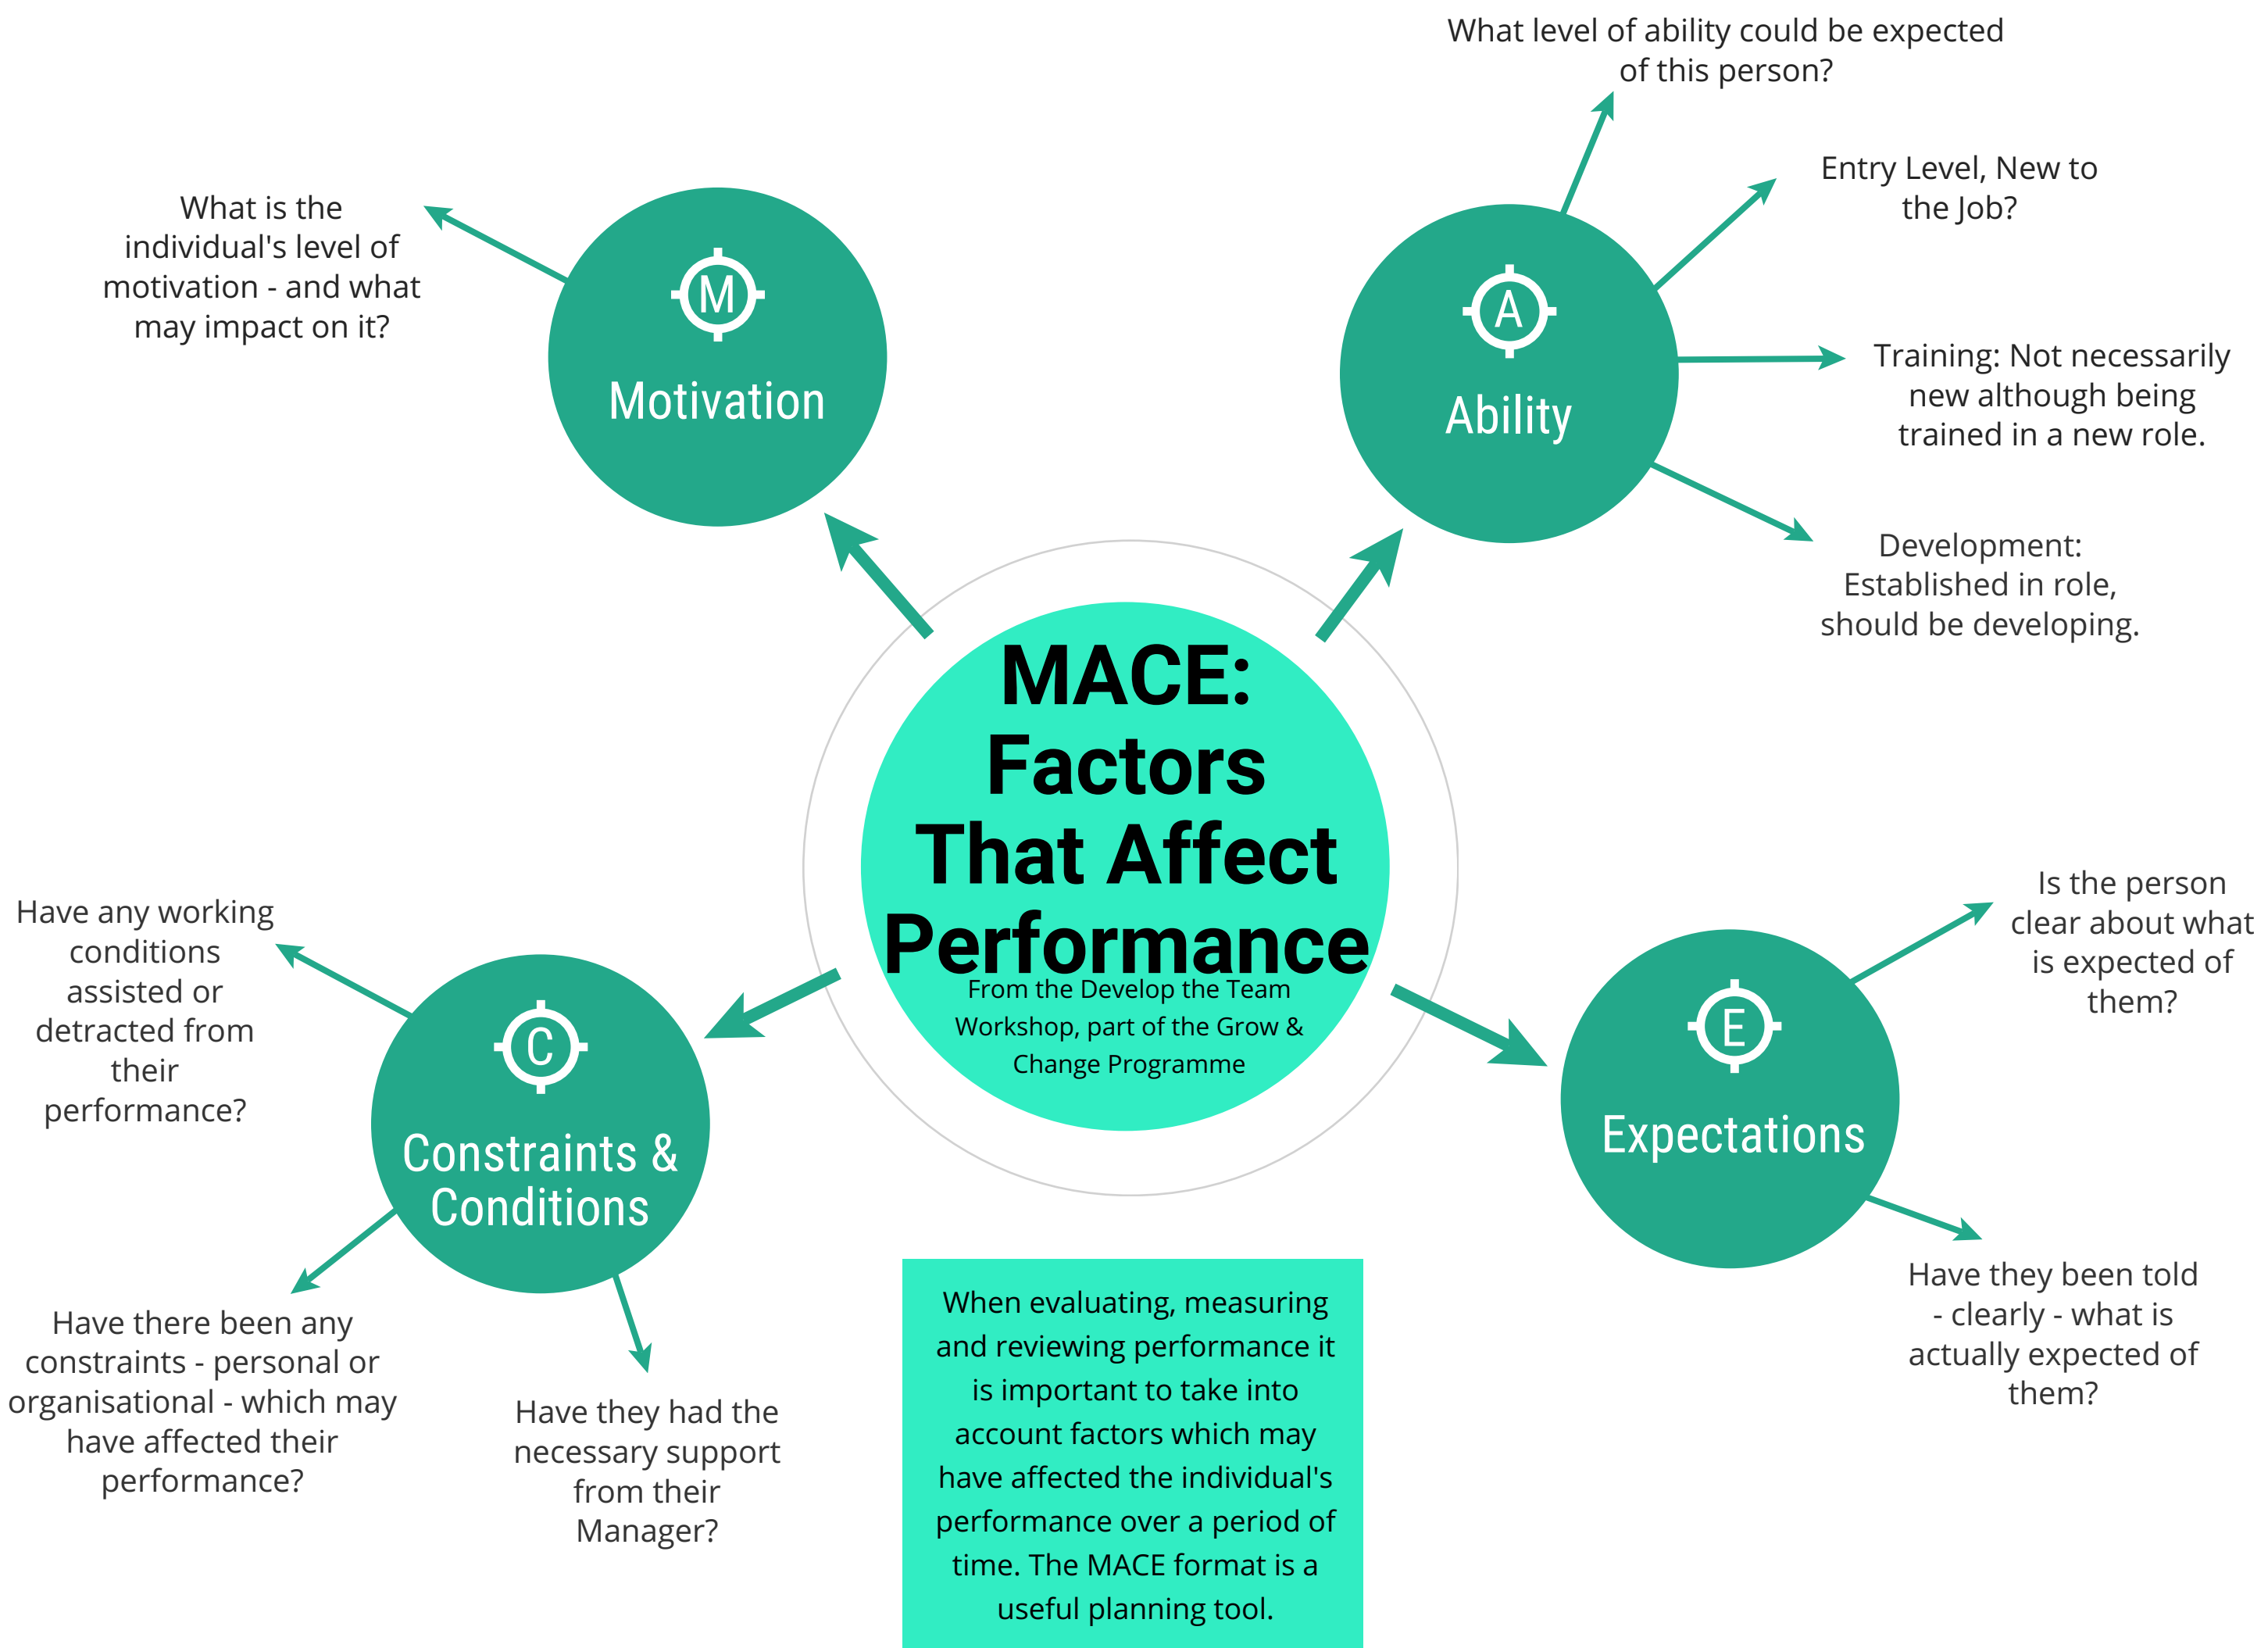 What level of ability could be expected
of this person?
Entry Level, New to
the Job?
Training: Not necessarily
new although being
trained in a new role.
Development:
Established in role,
should be developing.
A
Ability
What is the
individual's level of
motivation - and what
may impact on it?
M
Motivation
MACE:
Factors
That Affect
Performance
From the Develop the Team
Workshop, part of the Grow &
Change Programme
Have any working
conditions
assisted or
detracted from
their
performance?
C
Constraints &
Conditions
Have there been any
constraints - personal or
organisational - which may
have affected their
performance?
Have they had the
necessary support
from their
Manager?
Is the person
clear about what
is expected of
them?
E
Expectations
Have they been told
- clearly - what is
actually expected of
them?
When evaluating, measuring
and reviewing performance it
is important to take into
account factors which may
have affected the individual's
performance over a period of
time. The MACE format is a
useful planning tool.